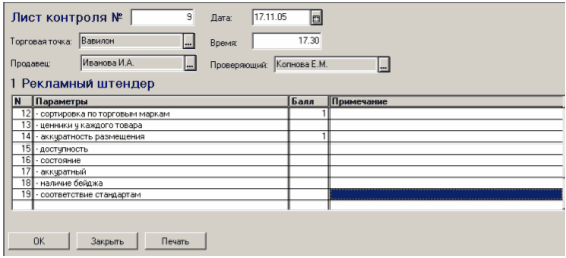 Лист контроля № 9 Дата: 17.11.05
Торговая точка: Вавилон ... Время: 17.30
Продавец: Иванова И.А. ... Проверяющий: Копнова Е.М. ...
1 Рекламный штендер
N Параметры Балл Примечание
12 - сортировка по торговым маркам 1
13 - ценники у каждого товара
14 - аккуратность размещения 1
15 - доступность
16 - состояние
17 - аккуратный
18 - наличие бейджа
19 - соответствие стандартам
OK Закрыть Печать